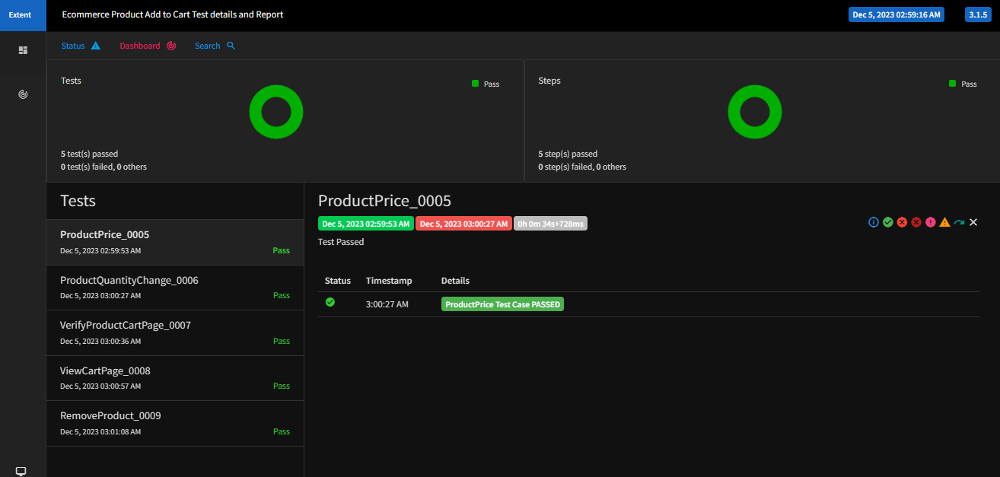 Extent
Ecommerce Product Add to Cart Test details and Report
Dec 5, 2023 02:59:16 AM
3.1.5
Status
Dashboard
Search
Tests
Pass
5 test(s) passed
0 test(s) failed, 0 others
Steps
Pass
5 step(s) passed
0 step(s) failed, 0 others
Tests
ProductPrice_0005
Dec 5, 2023 02:59:53 AM
Pass
ProductQuantityChange_0006
Dec 5, 2023 03:00:27 AM
Pass
VerifyProductCartPage_0007
Dec 5, 2023 03:00:36 AM
Pass
ViewCartPage_0008
Dec 5, 2023 03:00:57 AM
Pass
RemoveProduct_0009
Dec 5, 2023 03:01:08 AM
Pass
ProductPrice_0005
Dec 5, 2023 02:59:53 AM Dec 5, 2023 03:00:27 AM 0h 0m 34s+728ms
Test Passed
Status Timestamp Details
3:00:27 AM ProductPrice Test Case PASSED